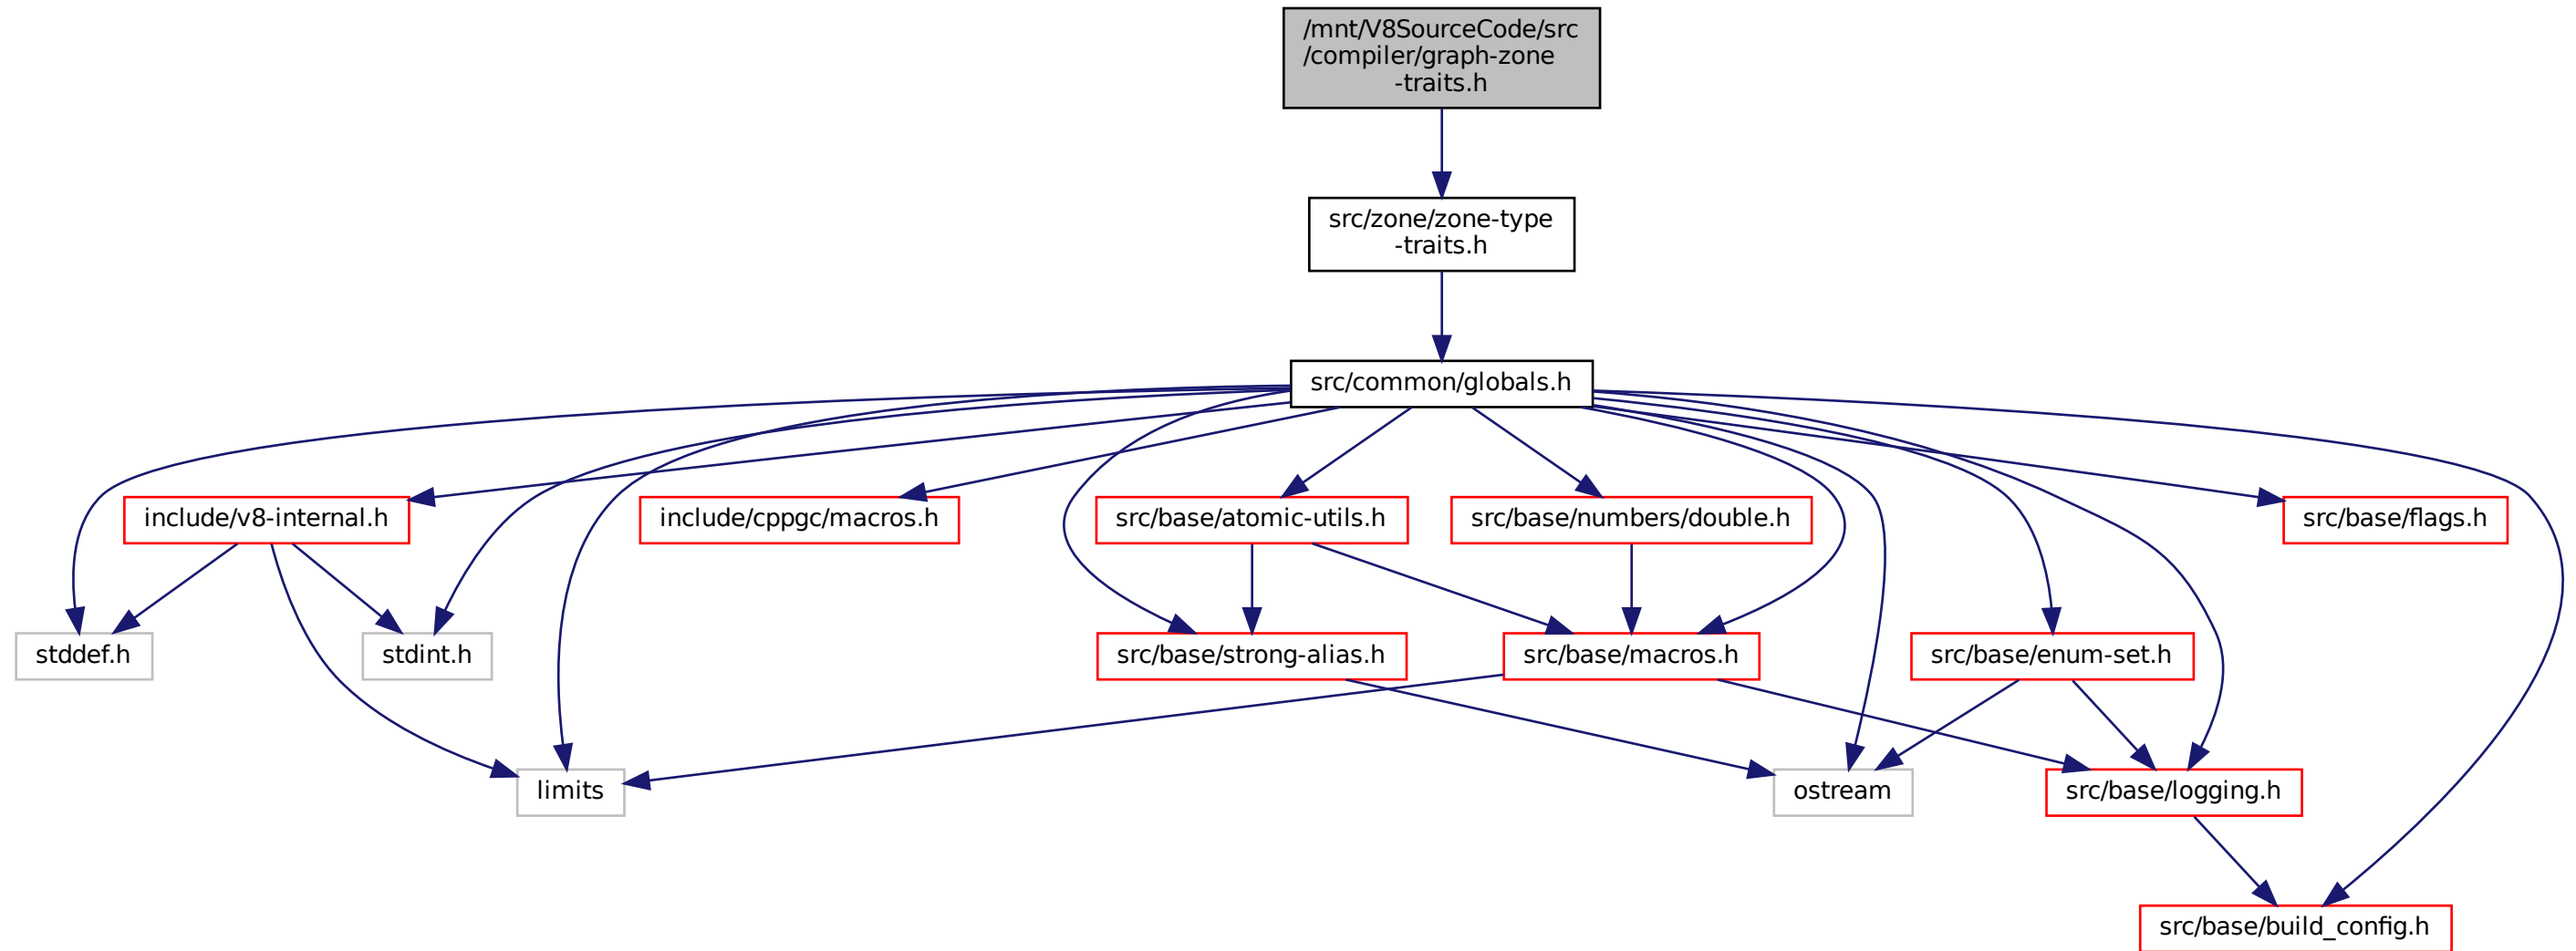 /mnt/V8SourceCode/src
/compiler/graph-zone
-traits.h
src/zone/zone-type
-traits.h
src/common/globals.h
include/v8-internal.h
include/cppgc/macros.h
src/base/atomic-utils.h
src/base/numbers/double.h
src/base/flags.h
stddef.h
stdint.h
src/base/strong-alias.h
src/base/macros.h
src/base/enum-set.h
limits
ostream
src/base/logging.h
src/base/build_config.h